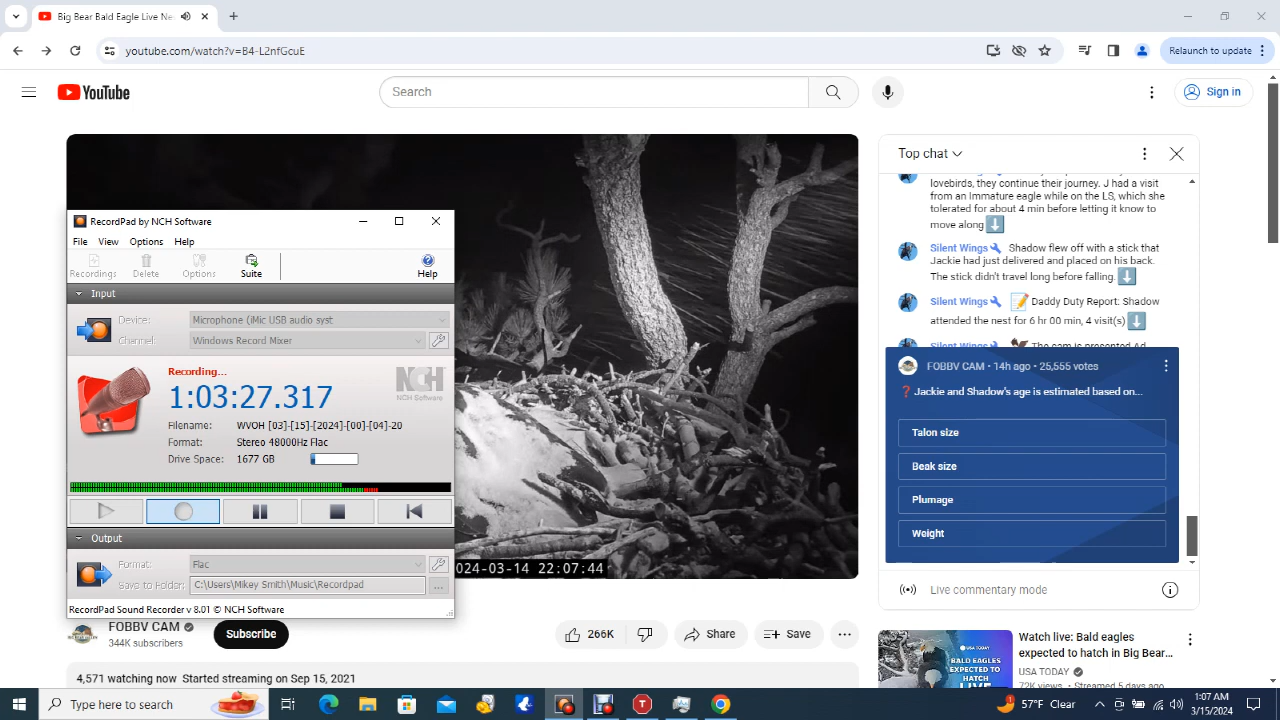 Big Bear Bald Eagle Live Ne
youtube.com/watch?v=B4-L2nfGcuE
Relaunch to update
YouTube
Search
Sign in
RecordPad by NCH Software
File View Options Help
Recordings Delete Options Suite Help
Input
Device: Microphone (iMic USB audio syst
Channel: Windows Record Mixer
Recording...
1:03:27.317
NCH
NCH Software
Filename: WVOH [03]-[15]-[2024]-[00]-[04]-20
Format: Stereo 48000Hz Flac
Drive Space: 1677 GB
Output
Format: Flac
Save to Folder: C:\Users\Mikey Smith\Music\Recordpad
...
RecordPad Sound Recorder v 8.01 © NCH Software
024-03-14 22:07:44
FOBBV CAM
344K subscribers
Subscribe
266K
Share
Save
4,571 watching now Started streaming on Sep 15, 2021
Top chat
lovebirds, they continue their journey. J had a visit
from an Immature eagle while on the LS, which she
tolerated for about 4 min before letting it know to
move along
Silent Wings Shadow flew off with a stick that
Jackie had just delivered and placed on his back.
The stick didn't travel long before falling.
Silent Wings Daddy Duty Report: Shadow
attended the nest for 6 hr 00 min, 4 visit(s)
Silent Wings The cam is presented Ad
FOBBV CAM • 14h ago • 25,555 votes
❓Jackie and Shadow's age is estimated based on...
Talon size
Beak size
Plumage
Weight
Live commentary mode
USA TODAY
BALD EAGLES
EXPECTED TO
HATCH
LIVE
Watch live: Bald eagles
expected to hatch in Big Bear...
USA TODAY
72K views • Streamed 5 days ago
Type here to search
57°F Clear
1:07 AM
3/15/2024